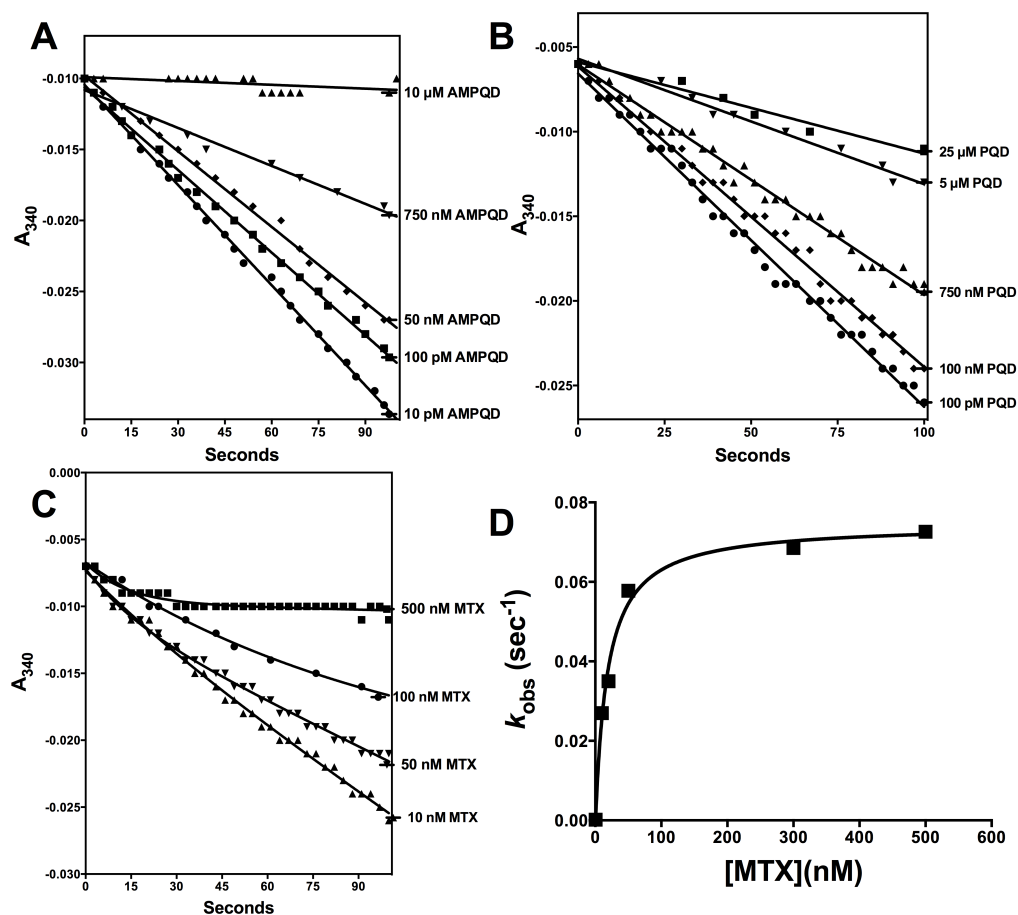 A
-0.010
-0.015
-0.020
-0.025
-0.030
A340
0 15 30 45 60 75 90
Seconds
10 µM AMPQD
750 nM AMPQD
50 nM AMPQD
100 pM AMPQD
10 pM AMPQD
B
-0.005
-0.010
-0.015
-0.020
-0.025
A340
0 25 50 75 100
Seconds
25 µM PQD
5 µM PQD
750 nM PQD
100 nM PQD
100 pM PQD
C
0.000
-0.005
-0.010
-0.015
-0.020
-0.025
-0.030
A340
0 15 30 45 60 75 90
Seconds
500 nM MTX
100 nM MTX
50 nM MTX
10 nM MTX
D
0.08
0.06
0.04
0.02
0.00
kobs (sec-1)
0 100 200 300 400 500 600
[MTX](nM)